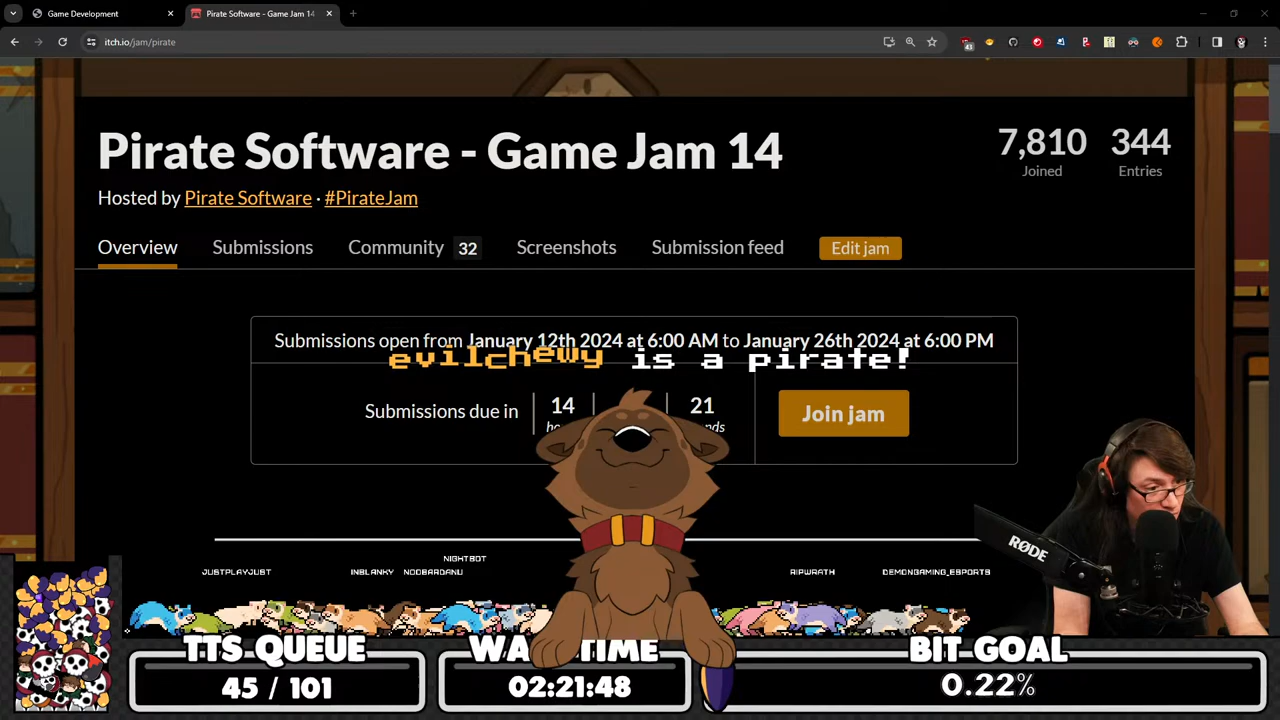 Game Development
Pirate Software - Game Jam 14
itch.io/jam/pirate
43
Pirate Software - Game Jam 14
7,810
344
Joined
Entries
Hosted by Pirate Software · #PirateJam
Overview
Submissions
Community 32
Screenshots
Submission feed
Edit jam
Submissions open from January 12th 2024 at 6:00 AM to January 26th 2024 at 6:00 PM
evilchewy is a pirate!
Submissions due in
14
21
Join jam
NIGHTBOT
JUSTPLAYJUST
INBLANKY
NOOBARDANU
RIPWRATH
DEMONGAMING_ESPORTS
RØDE
TTS QUEUE
TIME
BIT GOAL
45 / 101
02:21:48
0.22%